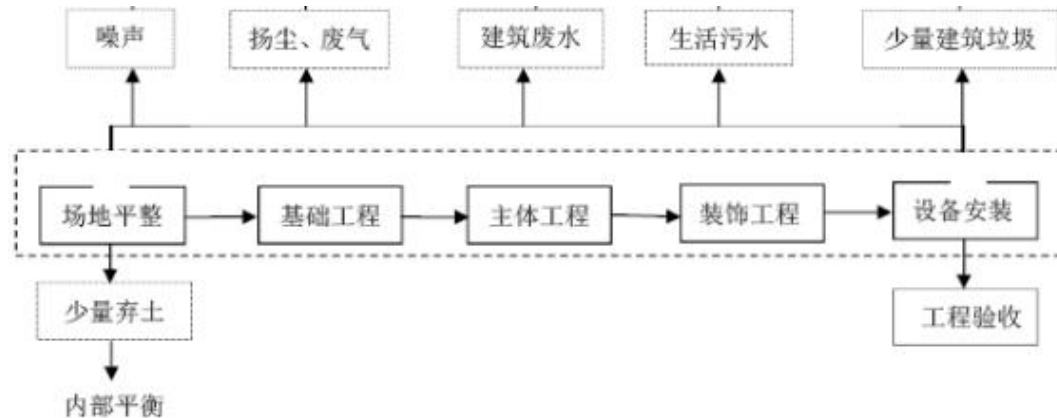 噪声
扬尘、废气
建筑废水
生活污水
少量建筑垃圾
场地平整
基础工程
主体工程
装饰工程
设备安装
少量弃土
工程验收
内部平衡